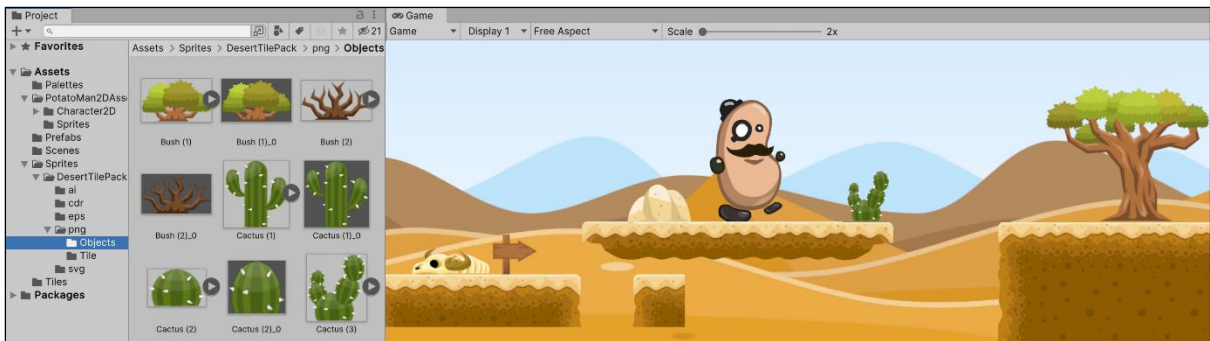 Project
Game
21
Game
Display 1
Free Aspect
Scale
2x
Favorites
Assets
Palettes
PotatoMan2DAss
Character2D
Sprites
Prefabs
Scenes
Sprites
DesertTilePack
ai
cdr
eps
png
Objects
Tile
svg
Tiles
Packages
Assets > Sprites > DesertTilePack > png > Objects
Bush (1)
Bush (1)_0
Bush (2)
Bush (2)_0
Cactus (1)
Cactus (1)_0
Cactus (2)
Cactus (2)_0
Cactus (3)